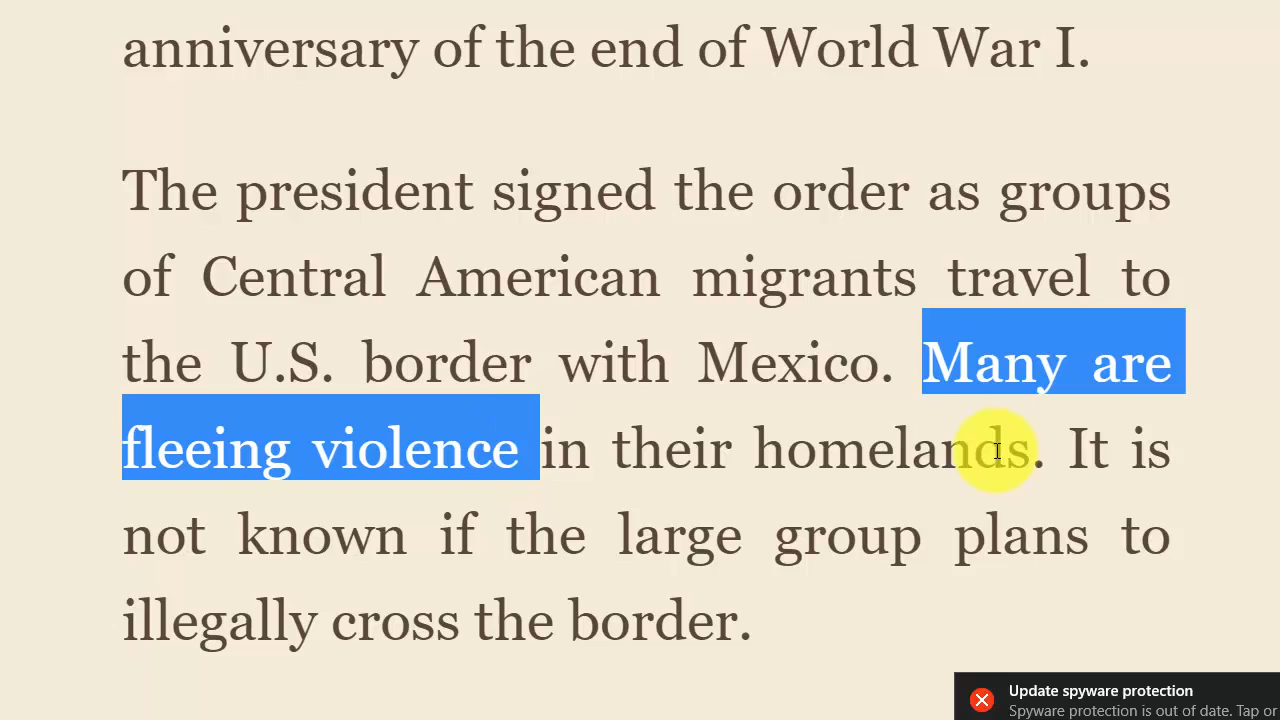 anniversary of the end of World War I.
The president signed the order as groups
of Central American migrants travel to
the U.S. border with Mexico. Many are
fleeing violence in their homelands. It is
not known if the large group plans to
illegally cross the border.
Update spyware protection
Spyware protection is out of date. Tap or